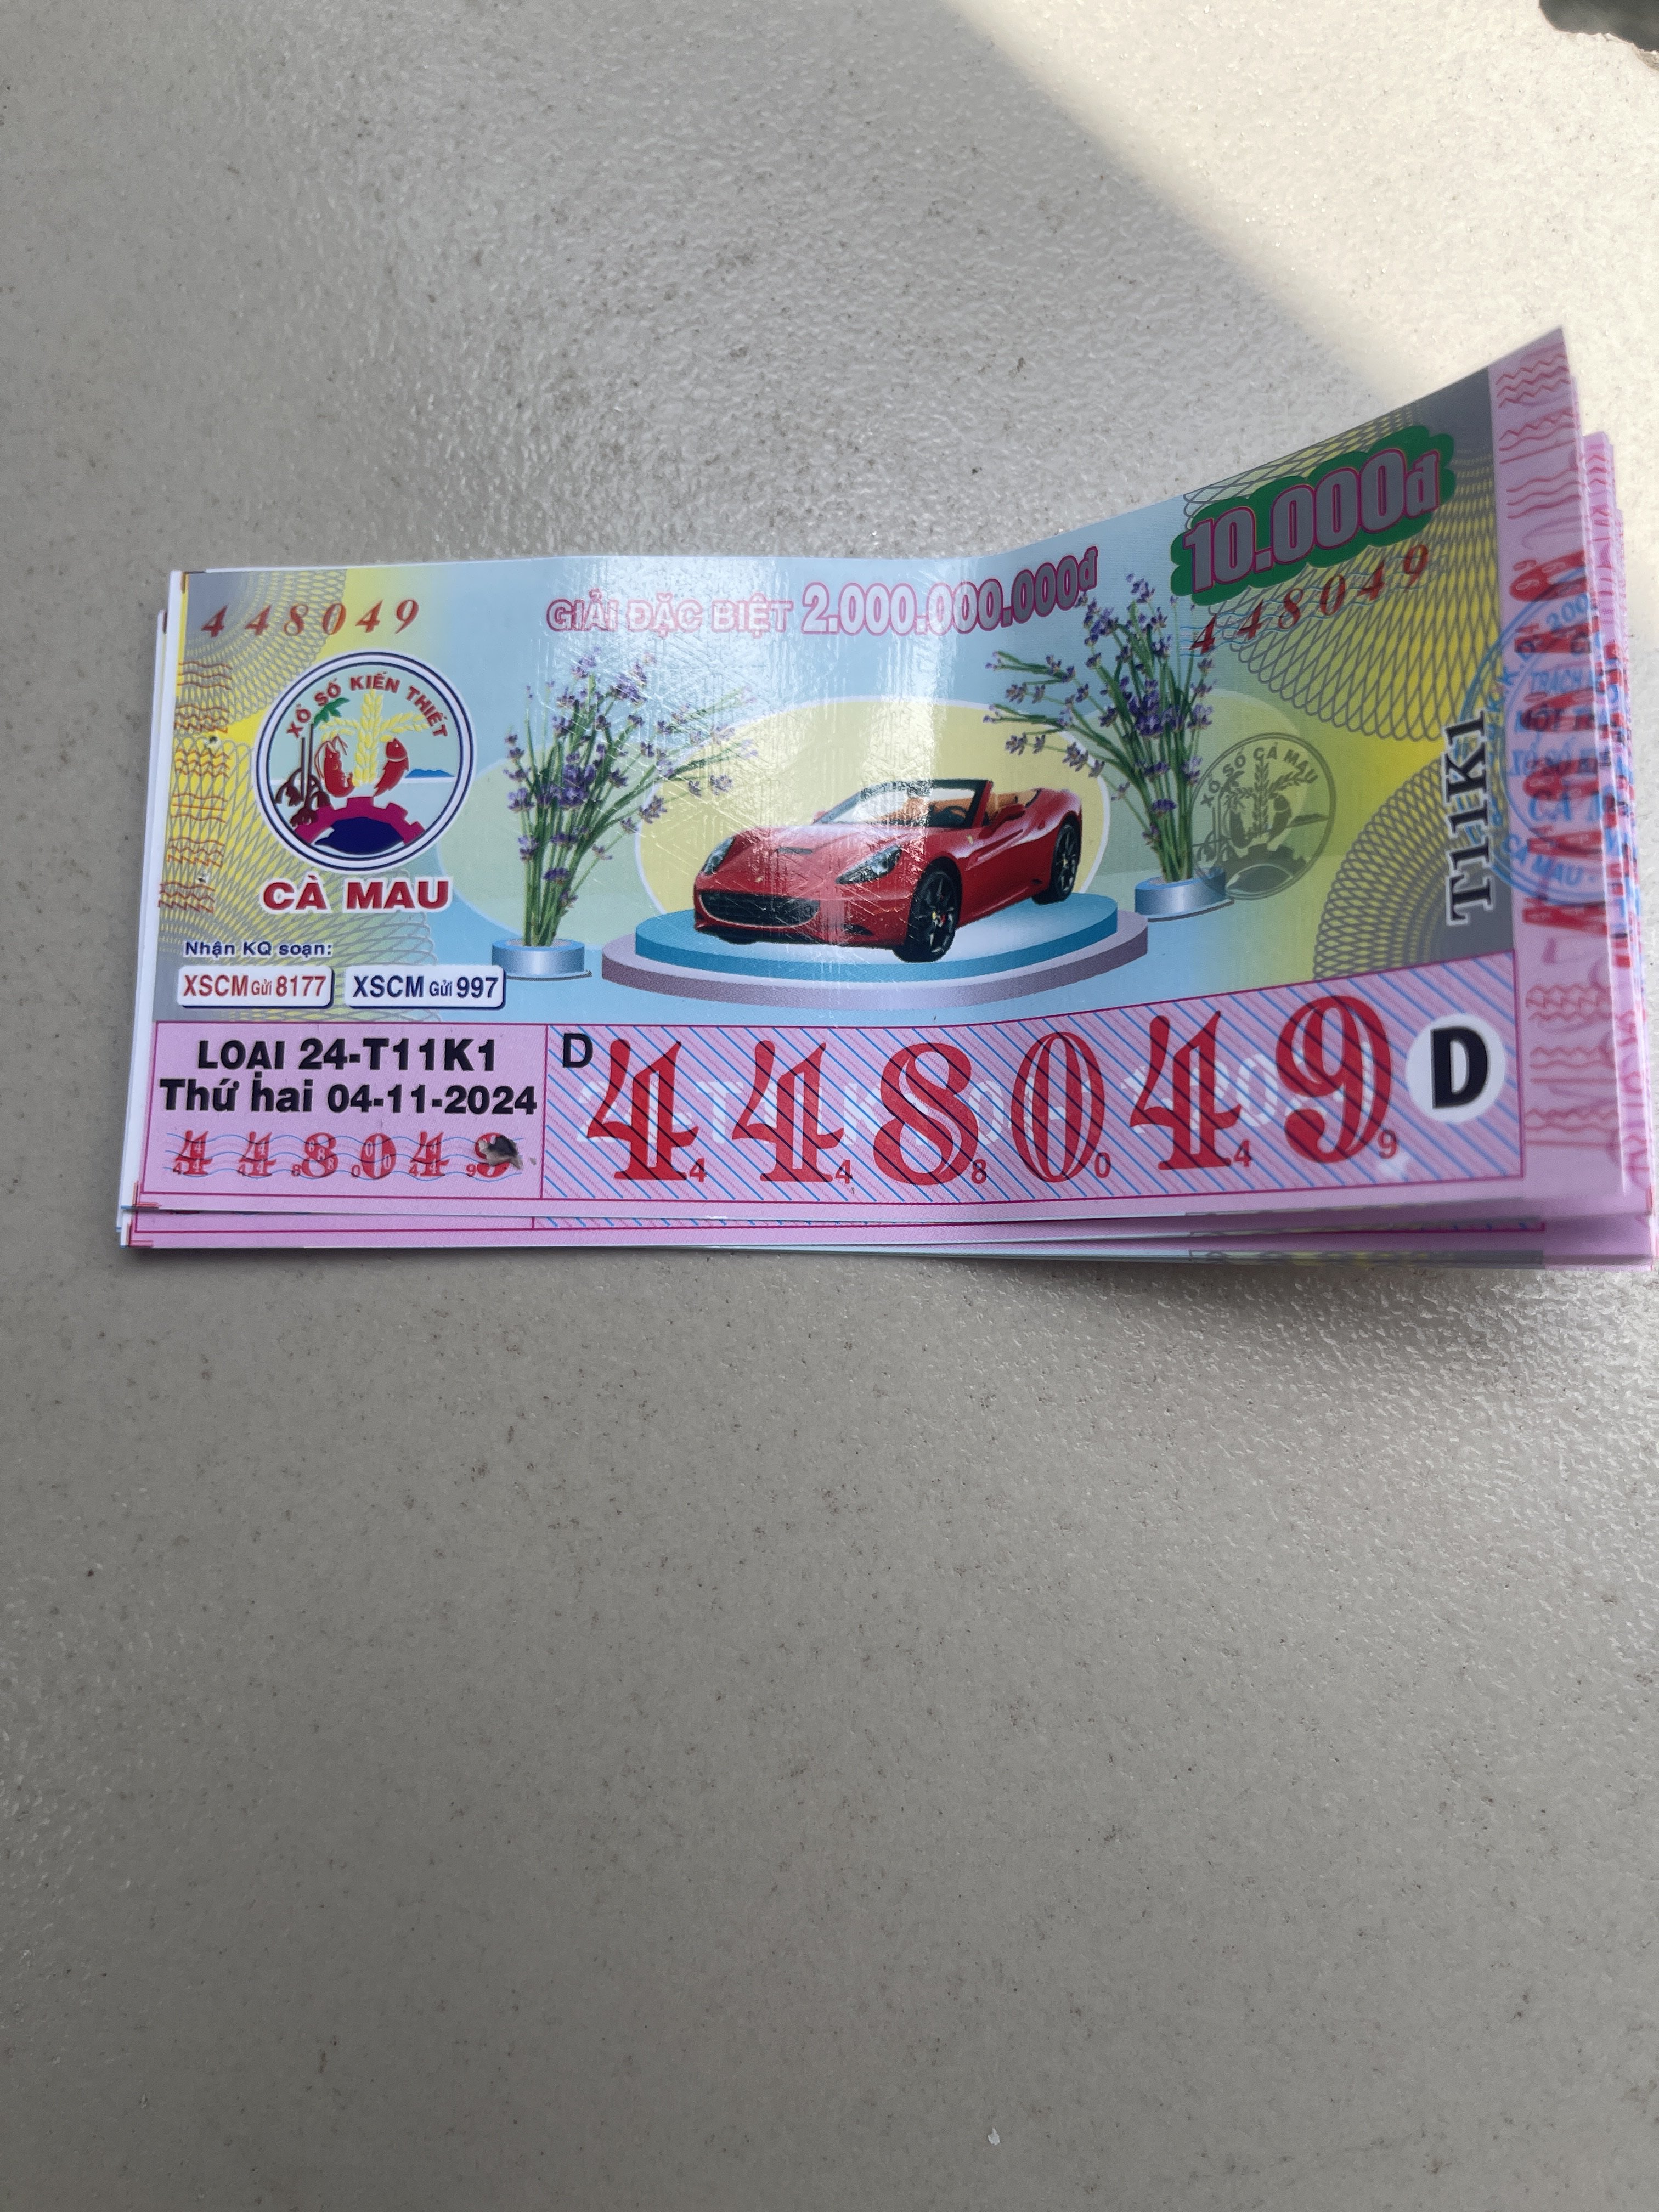 448049
GIẢI ĐẶC BIỆT 2.000.000.000đ
10.000đ
448049
XỔ SỐ KIẾN THIẾT
CÀ MAU
XỔ SỐ CÀ MAU
T11K1
Nhận KQ soạn:
XSCM Gửi 8177
XSCM Gửi 997
LOẠI 24-T11K1
Thứ hai 04-11-2024
448049
D
448049
D
CÀ MAU